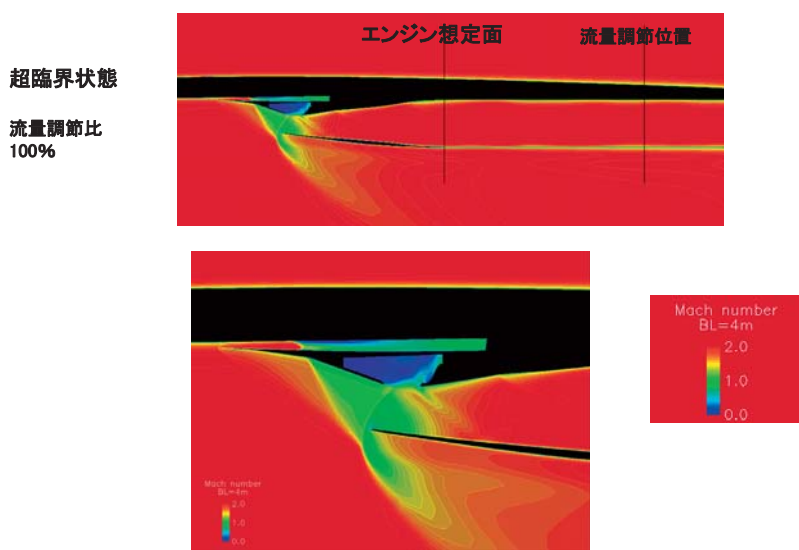 エンジン想定面
流量調節位置
超臨界状態
流量調節比
100%
Mach number
BL=4m
2.0
1.0
0.0
Mach number
BL=4m
2.0
1.0
0.0